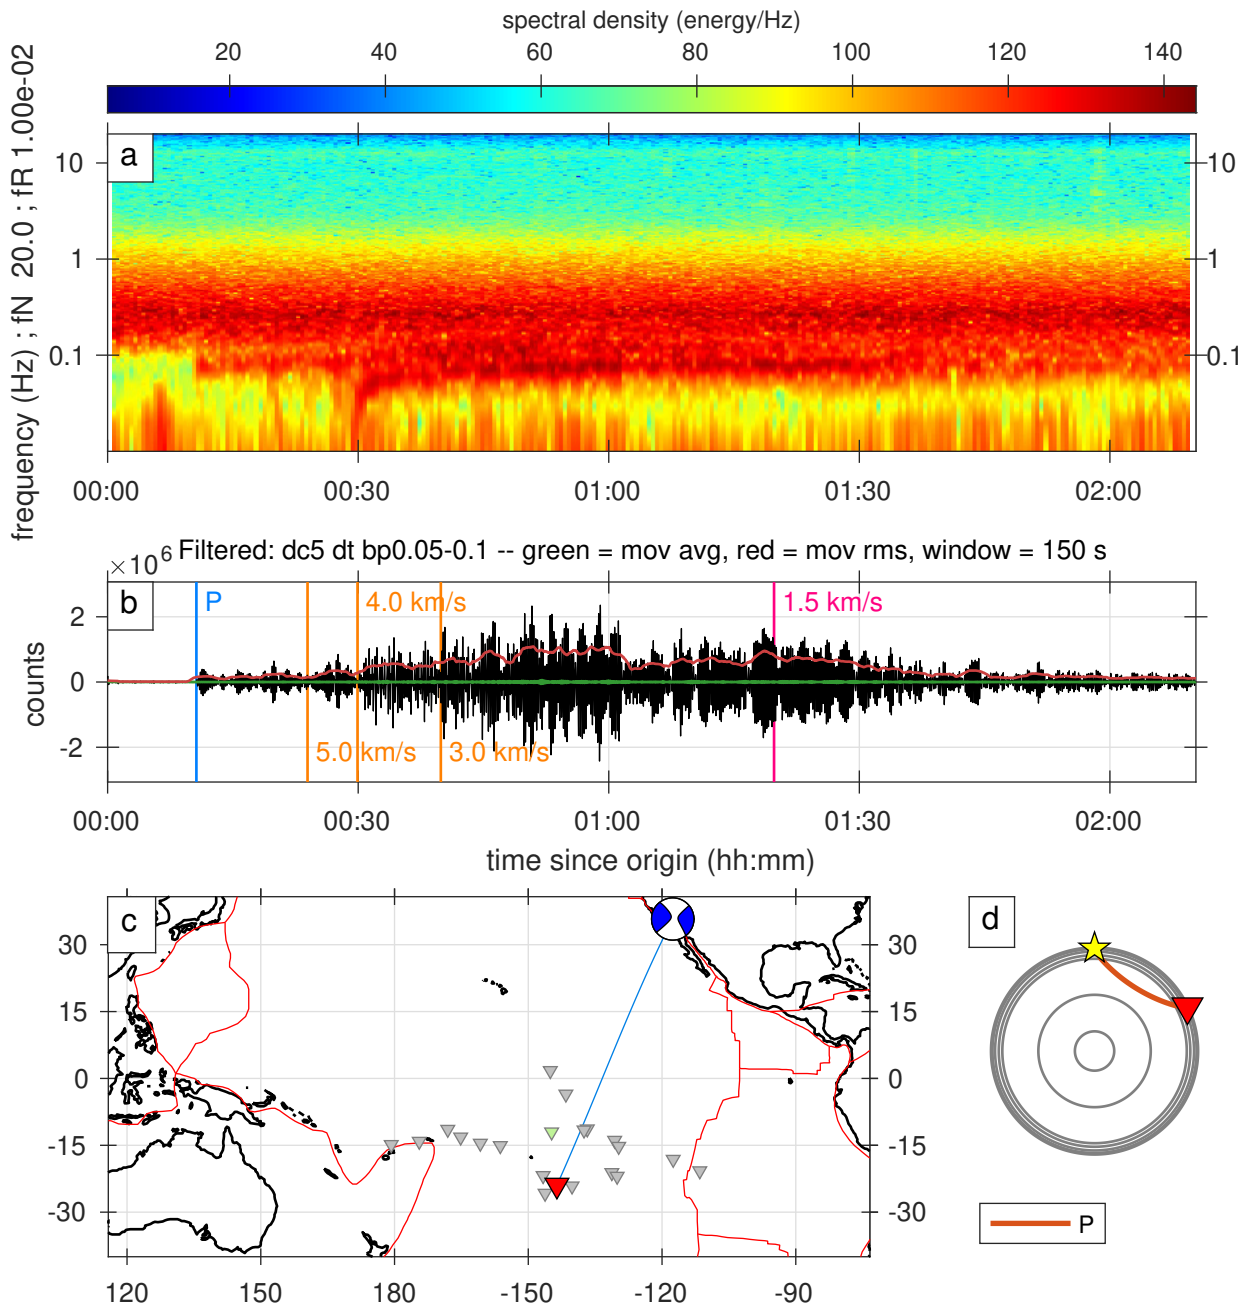 spectral density (energy/Hz)
20 40 60 80 100 120 140
frequency (Hz) ; fN 20.0 ; fR 1.00e-02
a
10 10
1 1
0.1 0.1
00:00 00:30 01:00 01:30 02:00
×10^6 Filtered: dc5 dt bp0.05-0.1 -- green = mov avg, red = mov rms, window = 150 s
b
P 4.0 km/s 1.5 km/s
counts
2
0
-2
5.0 km/s 3.0 km/s
00:00 00:30 01:00 01:30 02:00
time since origin (hh:mm)
c
30 30
15 15
0 0
-15 -15
-30 -30
120 150 180 -150 -120 -90
d
P